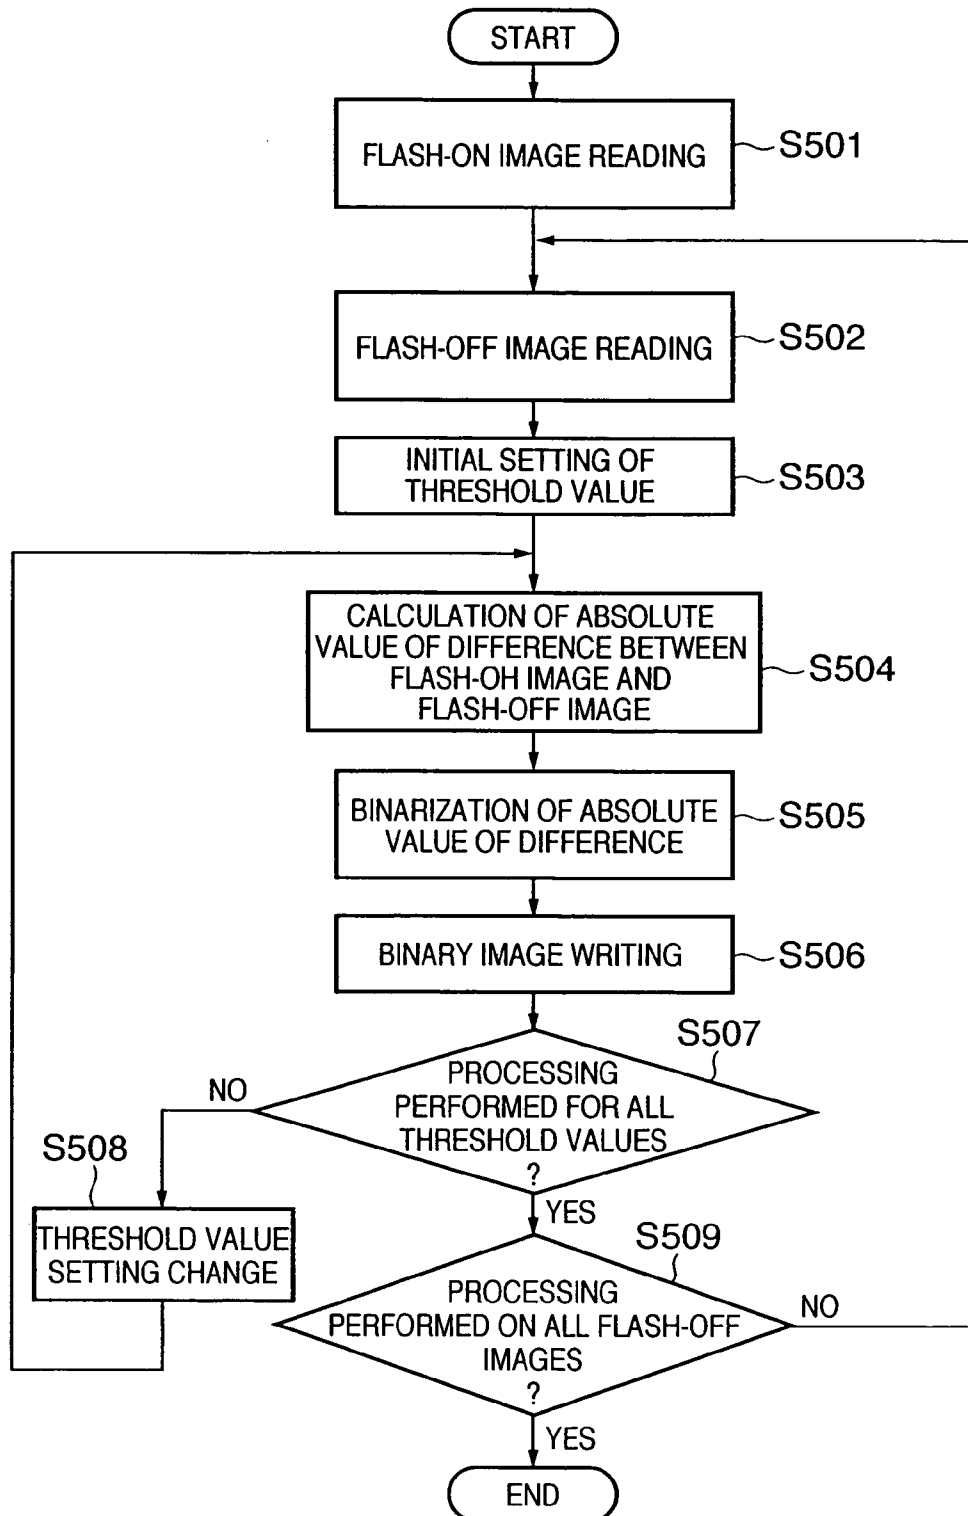 START
FLASH-ON IMAGE READING
S501
FLASH-OFF IMAGE READING
S502
INITIAL SETTING OF
THRESHOLD VALUE
S503
CALCULATION OF ABSOLUTE
VALUE OF DIFFERENCE BETWEEN
FLASH-OH IMAGE AND
FLASH-OFF IMAGE
S504
BINARIZATION OF ABSOLUTE
VALUE OF DIFFERENCE
S505
BINARY IMAGE WRITING
S506
S507
PROCESSING
PERFORMED FOR ALL
THRESHOLD VALUES
?
NO
YES
S508
THRESHOLD VALUE
SETTING CHANGE
S509
PROCESSING
PERFORMED ON ALL FLASH-OFF
IMAGES
?
NO
YES
END